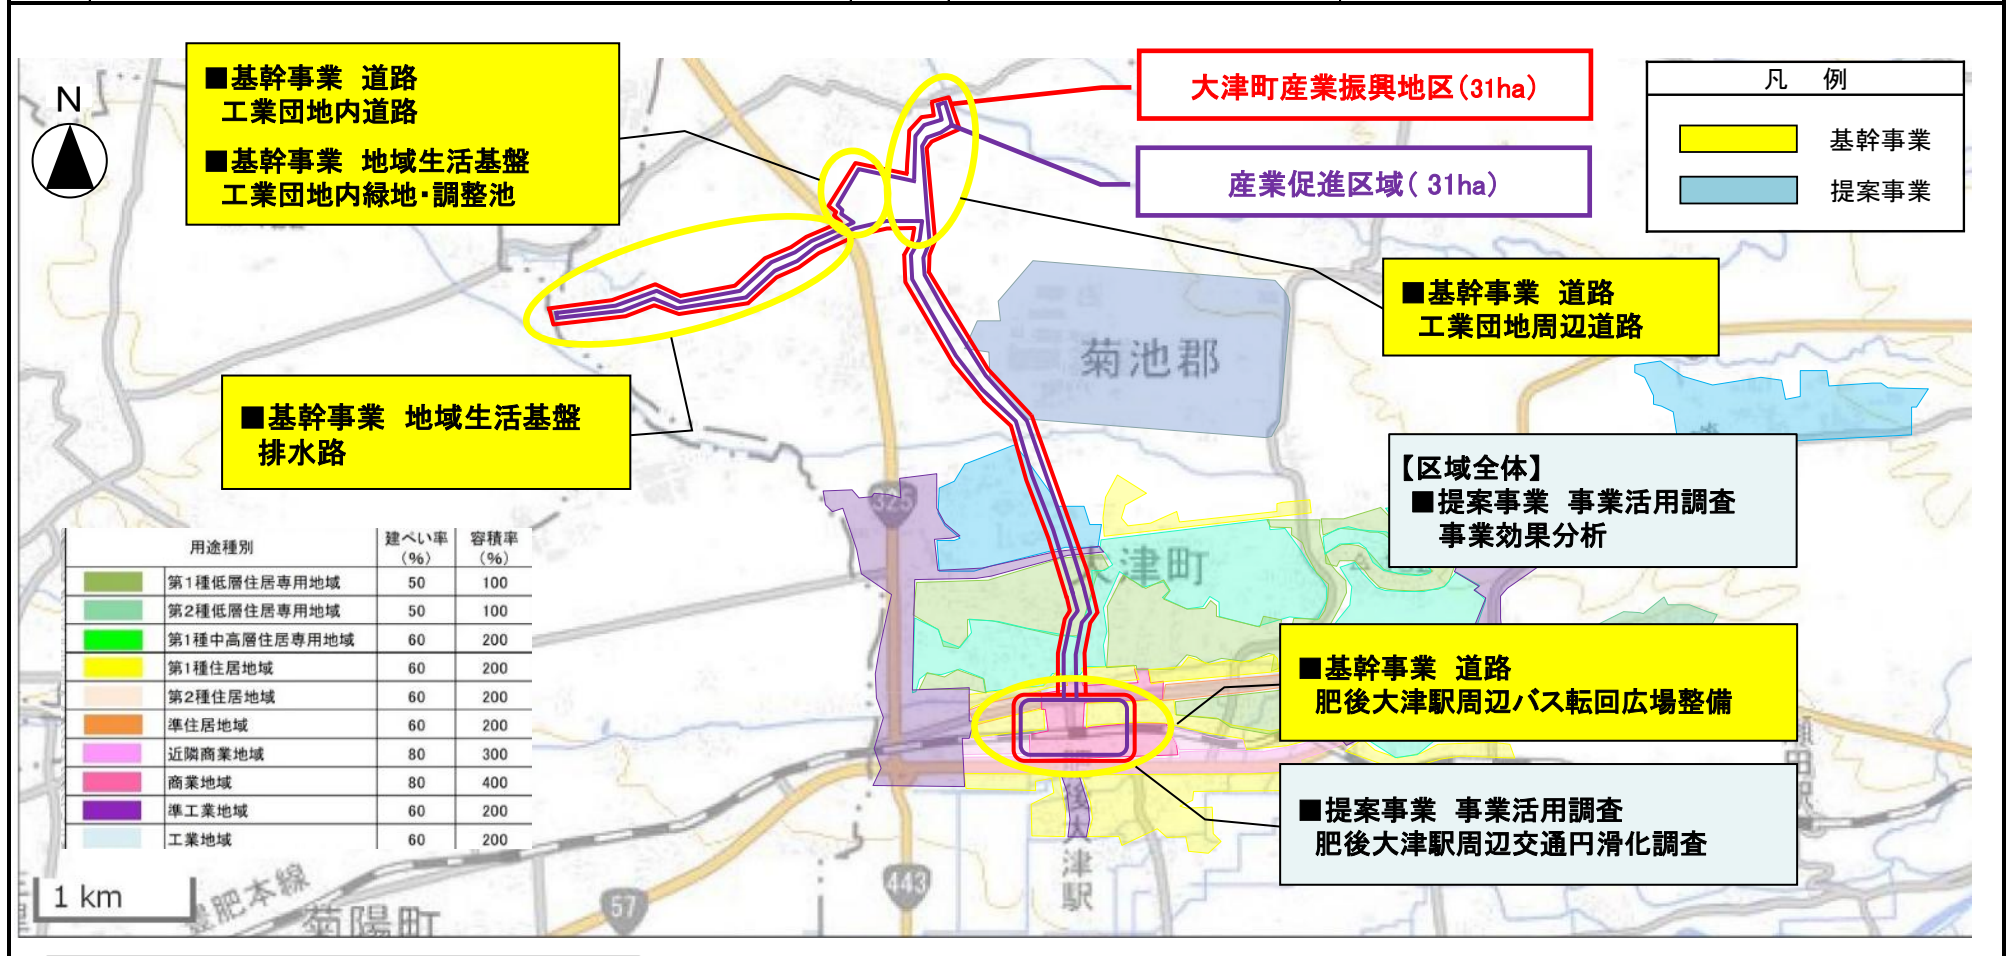 N
■基幹事業 道路
工業団地内道路
■基幹事業 地域生活基盤
工業団地内緑地・調整池
大津町産業振興地区(31ha)
産業促進区域( 31ha)
凡 例
基幹事業
提案事業
■基幹事業 道路
工業団地周辺道路
菊池郡
■基幹事業 地域生活基盤
排水路
【区域全体】
■提案事業 事業活用調査
事業効果分析
325
大津町
用途種別 建ぺい率(%) 容積率(%)
第1種低層住居専用地域 50 100
第2種低層住居専用地域 50 100
第1種中高層住居専用地域 60 200
第1種住居地域 60 200
第2種住居地域 60 200
準住居地域 60 200
近隣商業地域 80 300
商業地域 80 400
準工業地域 60 200
工業地域 60 200
■基幹事業 道路
肥後大津駅周辺バス転回広場整備
■提案事業 事業活用調査
肥後大津駅周辺交通円滑化調査
肥後大津駅
1 km
豊肥本線
菊陽町
57
443